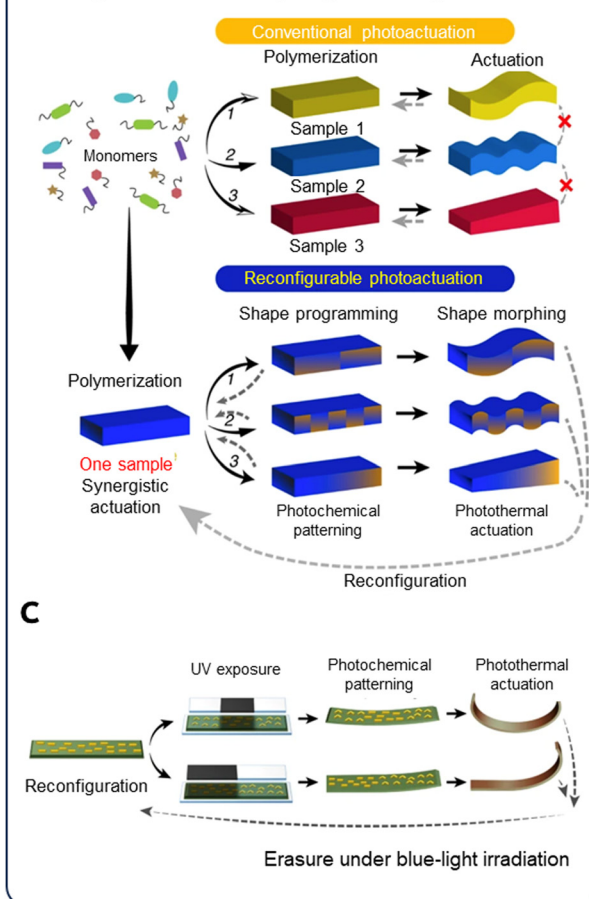 Conventional photoactuation
Polymerization
Actuation
Monomers
1
Sample 1
2
Sample 2
3
Sample 3
Reconfigurable photoactuation
Shape programming
Shape morphing
Polymerization
1
2
3
One sample
Synergistic
actuation
Photochemical
patterning
Photothermal
actuation
Reconfiguration
C
UV exposure
Photochemical
patterning
Photothermal
actuation
Reconfiguration
Erasure under blue-light irradiation